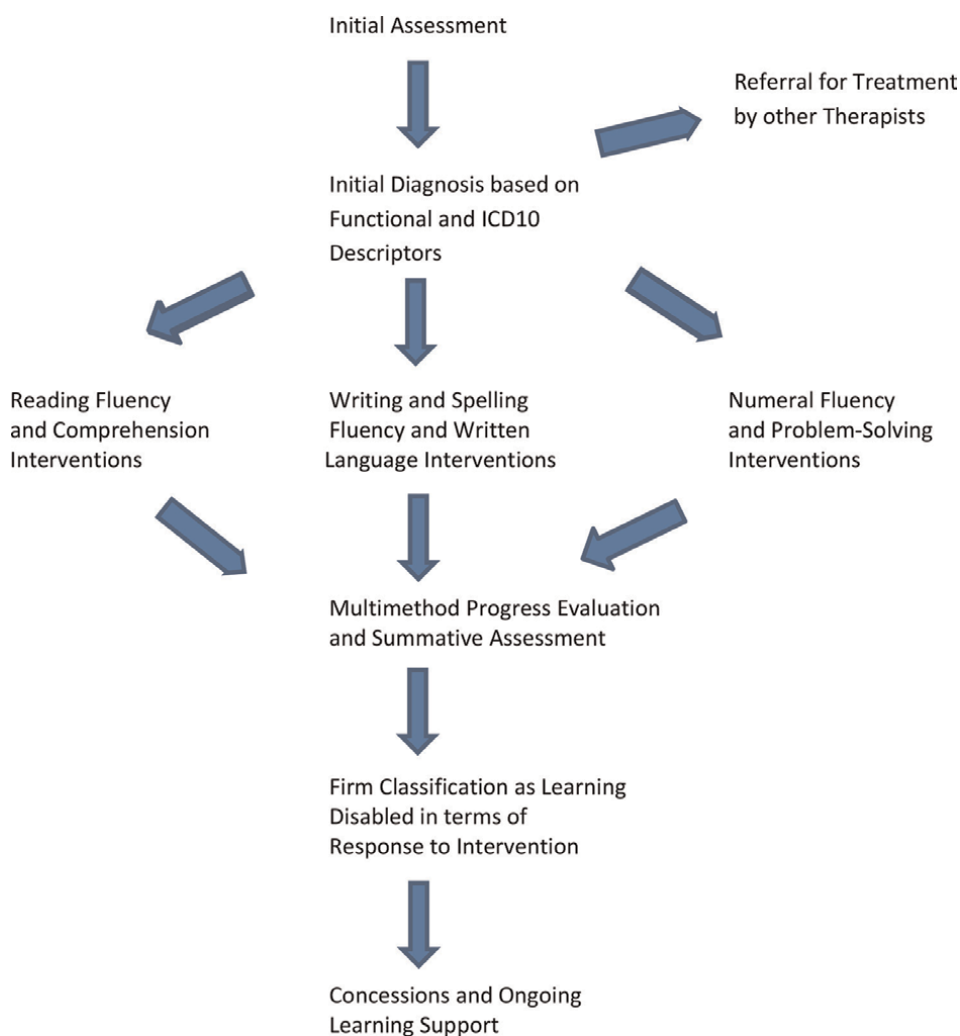 Initial Assessment
Referral for Treatment
by other Therapists
Initial Diagnosis based on
Functional and ICD10
Descriptors
Reading Fluency
and Comprehension
Interventions
Writing and Spelling
Fluency and Written
Language Interventions
Numeral Fluency
and Problem-Solving
Interventions
Multimethod Progress Evaluation
and Summative Assessment
Firm Classification as Learning
Disabled in terms of
Response to Intervention
Concessions and Ongoing
Learning Support